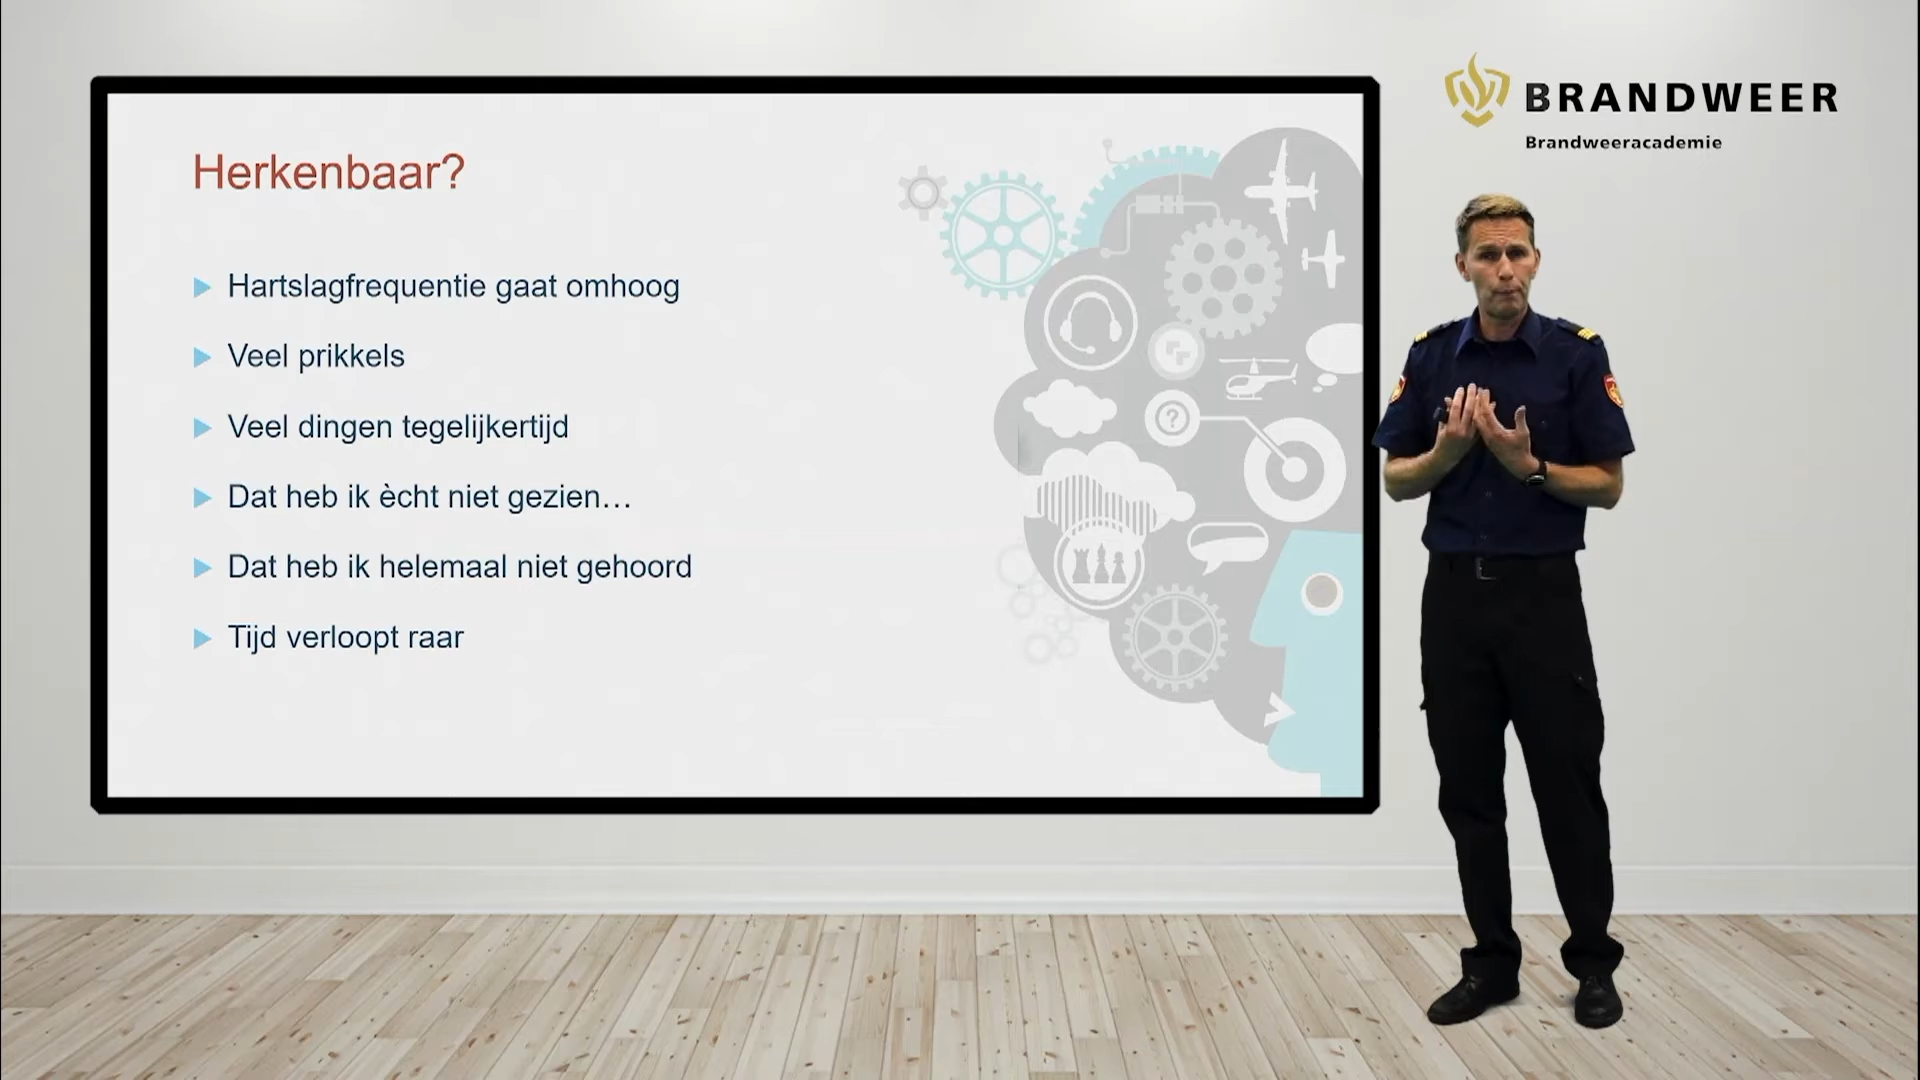 BRANDWEER
Brandweeracademie
Herkenbaar?
Hartslagfrequentie gaat omhoog
Veel prikkels
Veel dingen tegelijkertijd
Dat heb ik ècht niet gezien…
Dat heb ik helemaal niet gehoord
Tijd verloopt raar
?